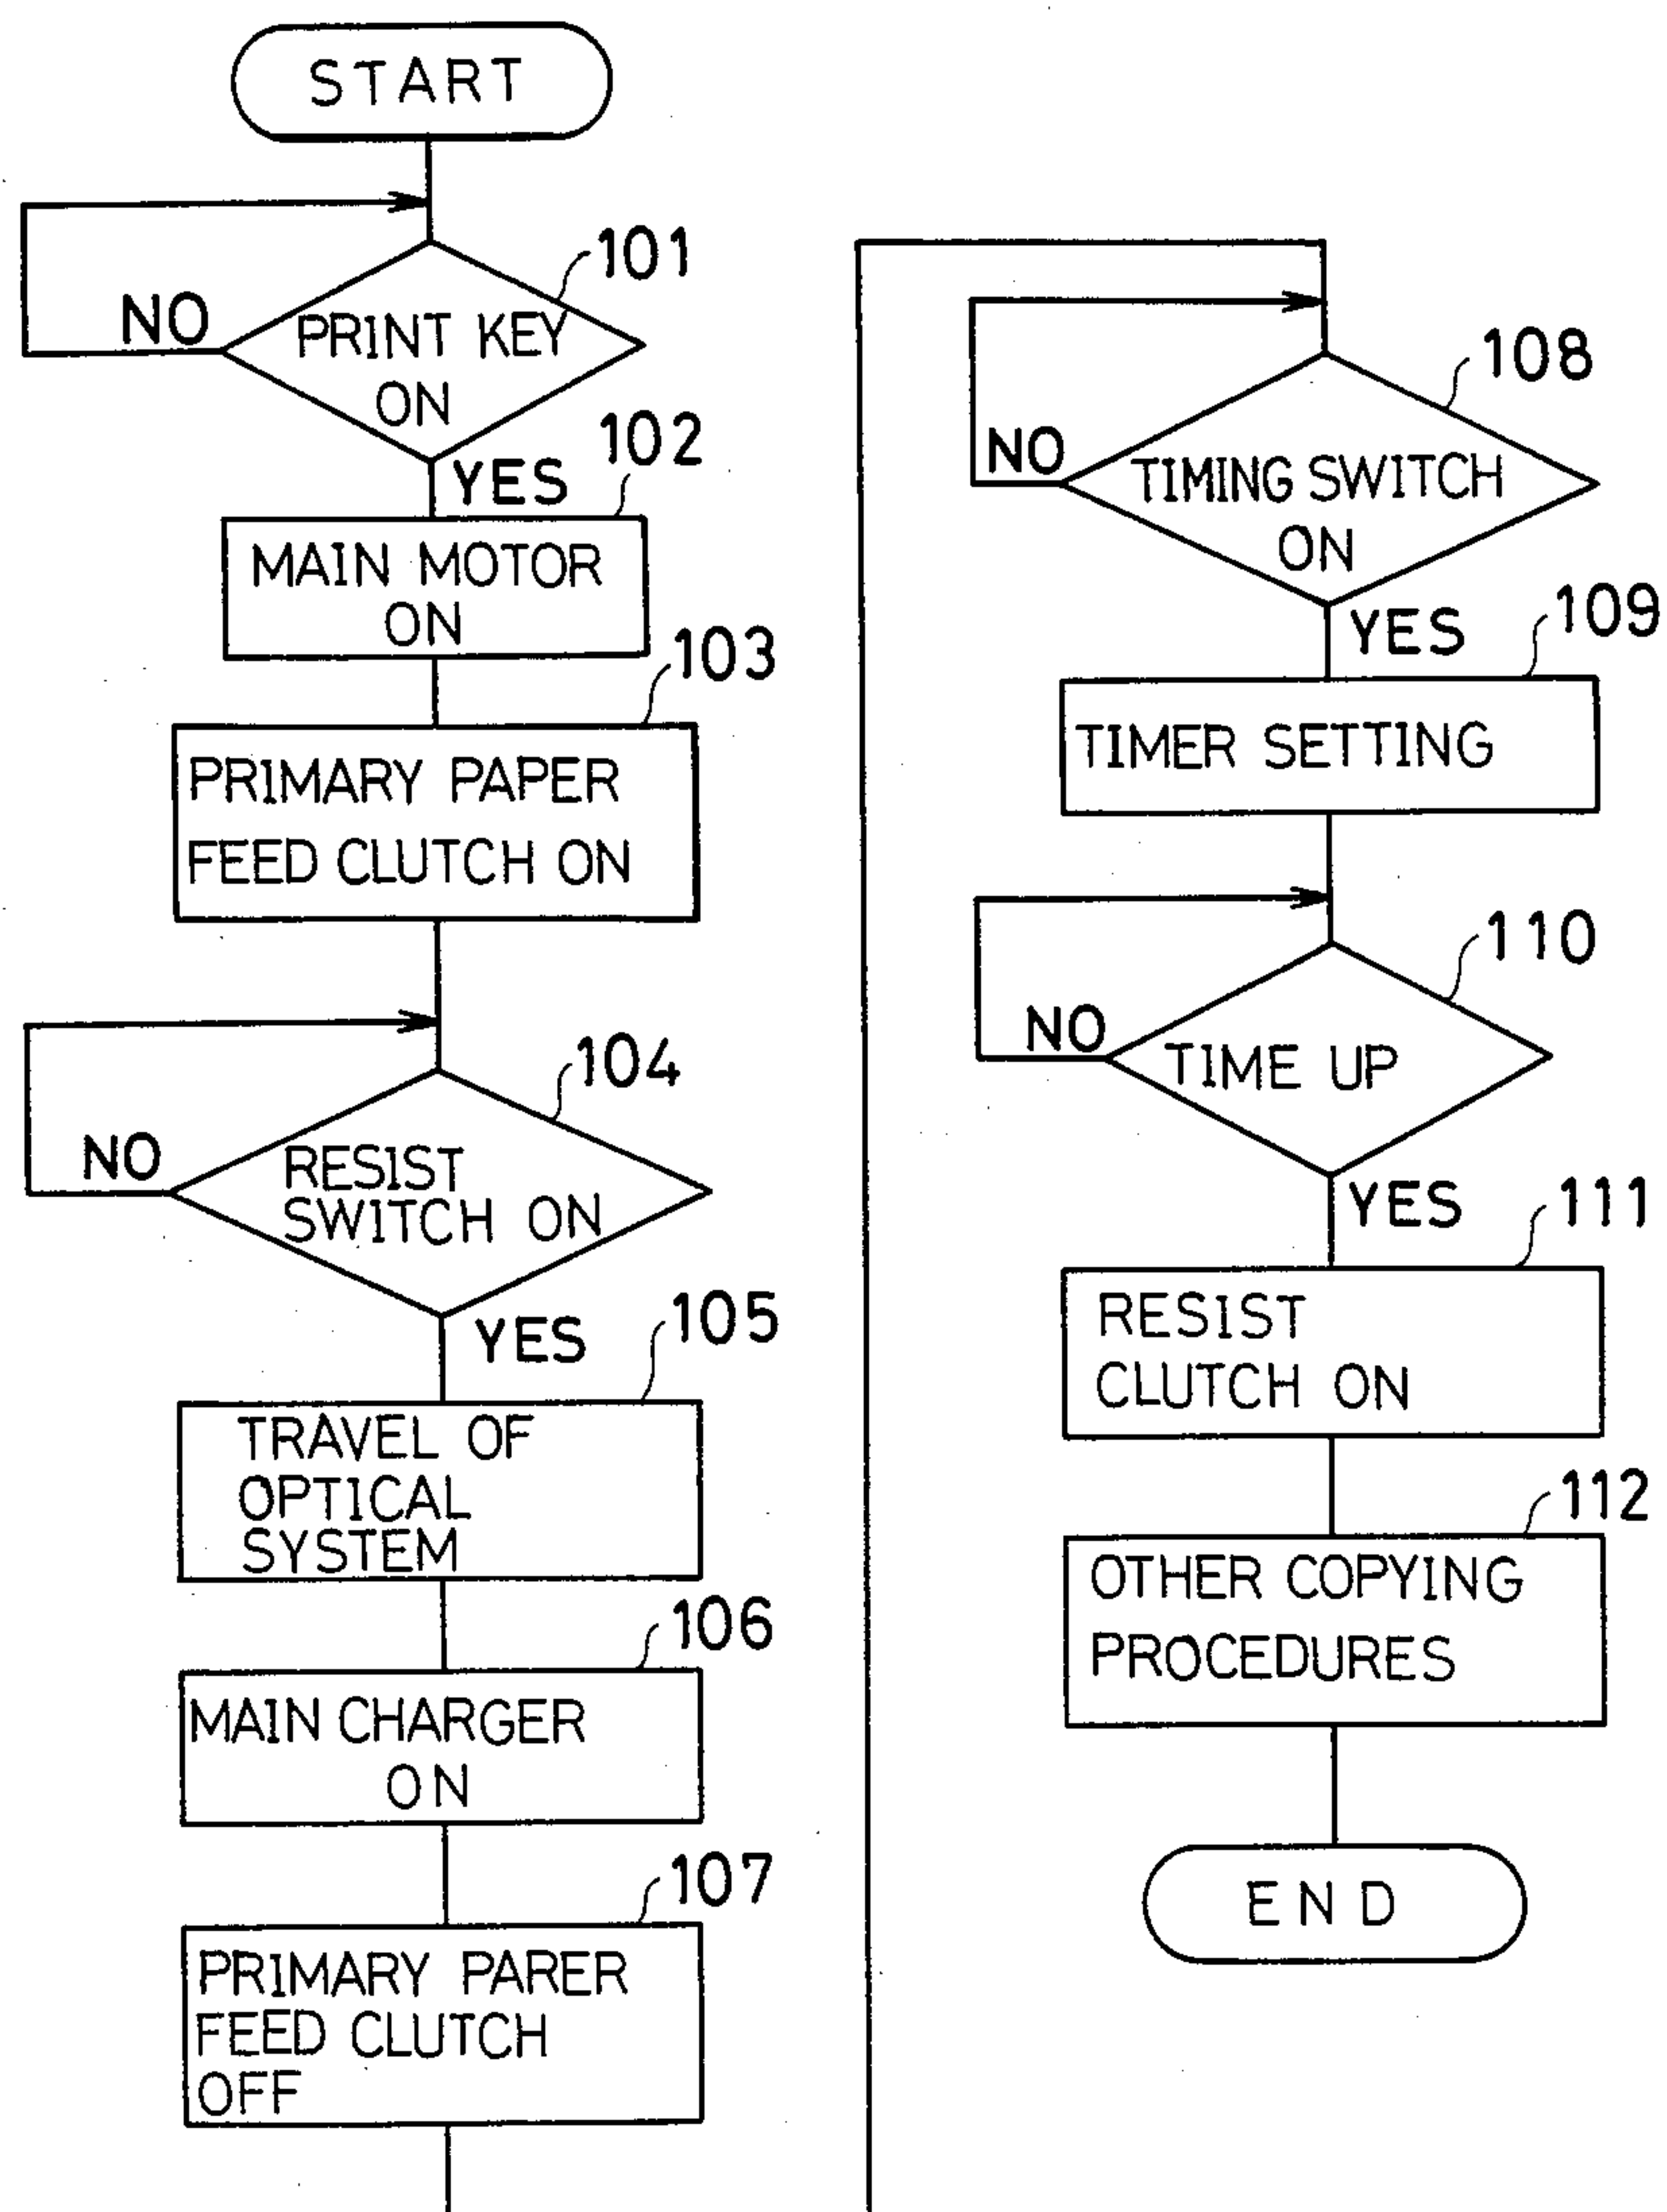 START
101
NO
PRINT KEY
ON
102
YES
MAIN MOTOR
ON
103
PRIMARY PAPER
FEED CLUTCH ON
104
NO
RESIST
SWITCH ON
105
YES
TRAVEL OF
OPTICAL
SYSTEM
106
MAIN CHARGER
ON
107
PRIMARY PARER
FEED CLUTCH
OFF
108
NO
TIMING SWITCH
ON
109
YES
TIMER SETTING
110
NO
TIME UP
YES
111
RESIST
CLUTCH ON
112
OTHER COPYING
PROCEDURES
END